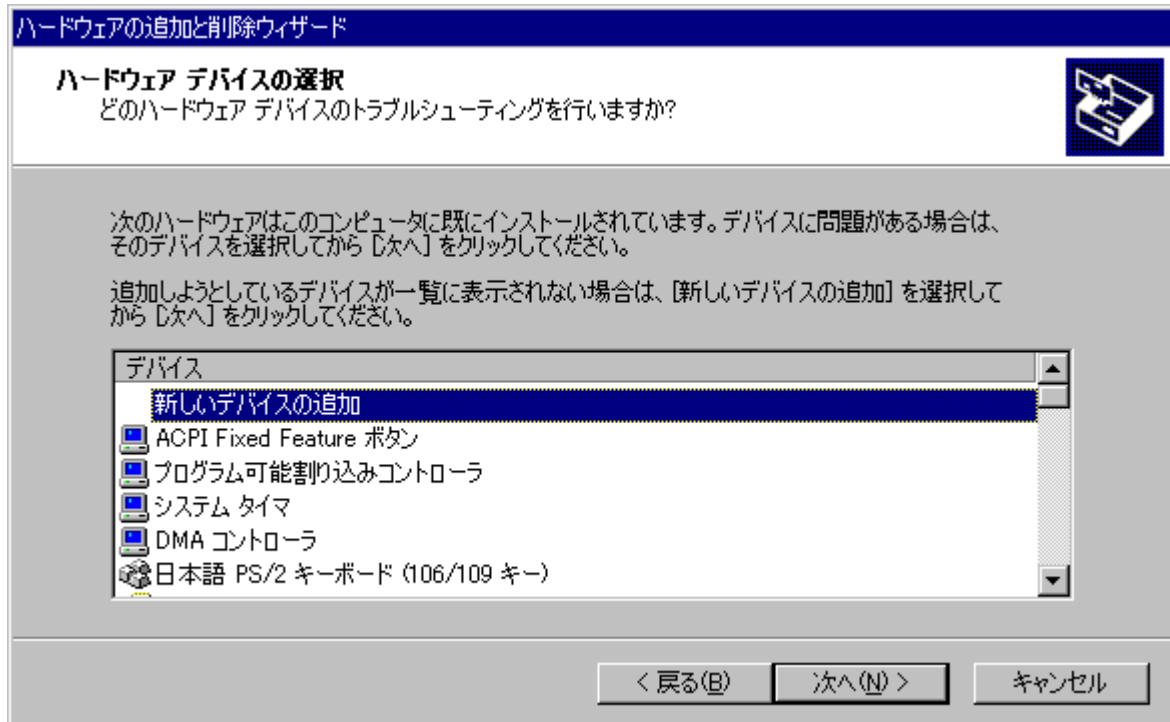 ハードウェアの追加と削除ウィザード
ハードウェア デバイスの選択
どのハードウェア デバイスのトラブルシューティングを行いますか?
次のハードウェアはこのコンピュータに既にインストールされています。デバイスに問題がある場合は、
そのデバイスを選択してから [次へ] をクリックしてください。
追加しようとしているデバイスが一覧に表示されない場合は、[新しいデバイスの追加] を選択して
から [次へ] をクリックしてください。
デバイス
新しいデバイスの追加
ACPI Fixed Feature ボタン
プログラム可能割り込みコントローラ
システム タイマ
DMA コントローラ
日本語 PS/2 キーボード (106/109 キー)
< 戻る(B)
次へ(N) >
キャンセル